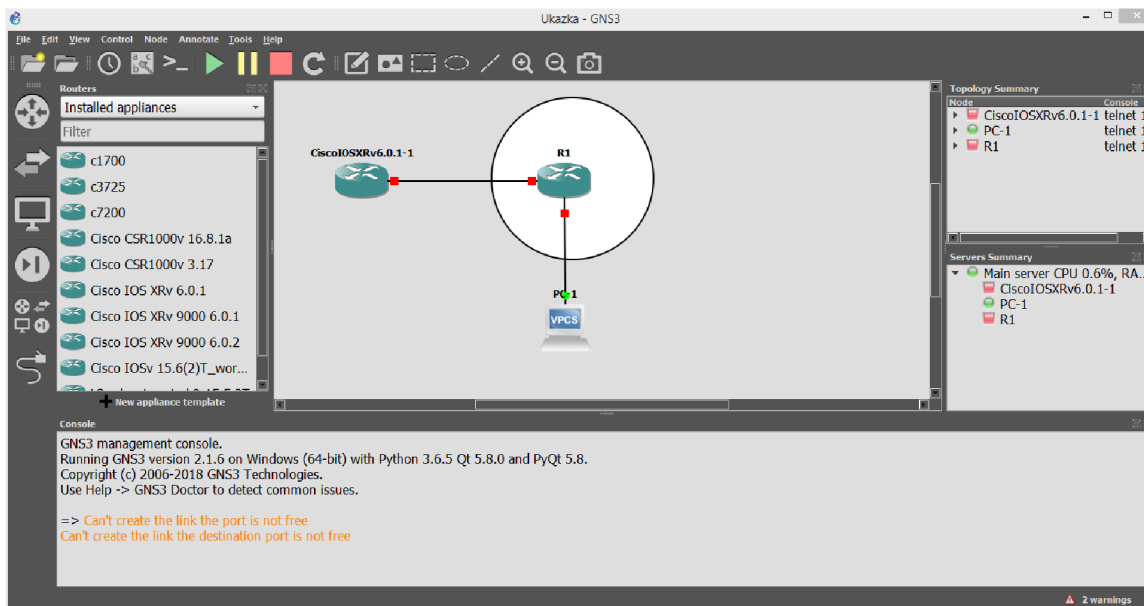 Ukazka - GNS3
File Edit View Control Node Annotate Tools Help
Routers
Installed appliances
Filter
c1700
c3725
c7200
Cisco CSR1000v 16.8.1a
Cisco CSR1000v 3.17
Cisco IOS XRv 6.0.1
Cisco IOS XRv 9000 6.0.1
Cisco IOS XRv 9000 6.0.2
Cisco IOSv 15.6(2)T_wor...
New appliance template
CiscoIOSXRv6.0.1-1
R1
PC-1
VPCS
Topology Summary
Node Console
CiscoIOSXRv6.0.1-1 telnet 1
PC-1 telnet 1
R1 telnet 1
Servers Summary
Main server CPU 0.6%, RA...
CiscoIOSXRv6.0.1-1
PC-1
R1
Console
GNS3 management console.
Running GNS3 version 2.1.6 on Windows (64-bit) with Python 3.6.5 Qt 5.8.0 and PyQt 5.8.
Copyright (c) 2006-2018 GNS3 Technologies.
Use Help -> GNS3 Doctor to detect common issues.
=> Can't create the link the port is not free
Can't create the link the destination port is not free
2 warnings